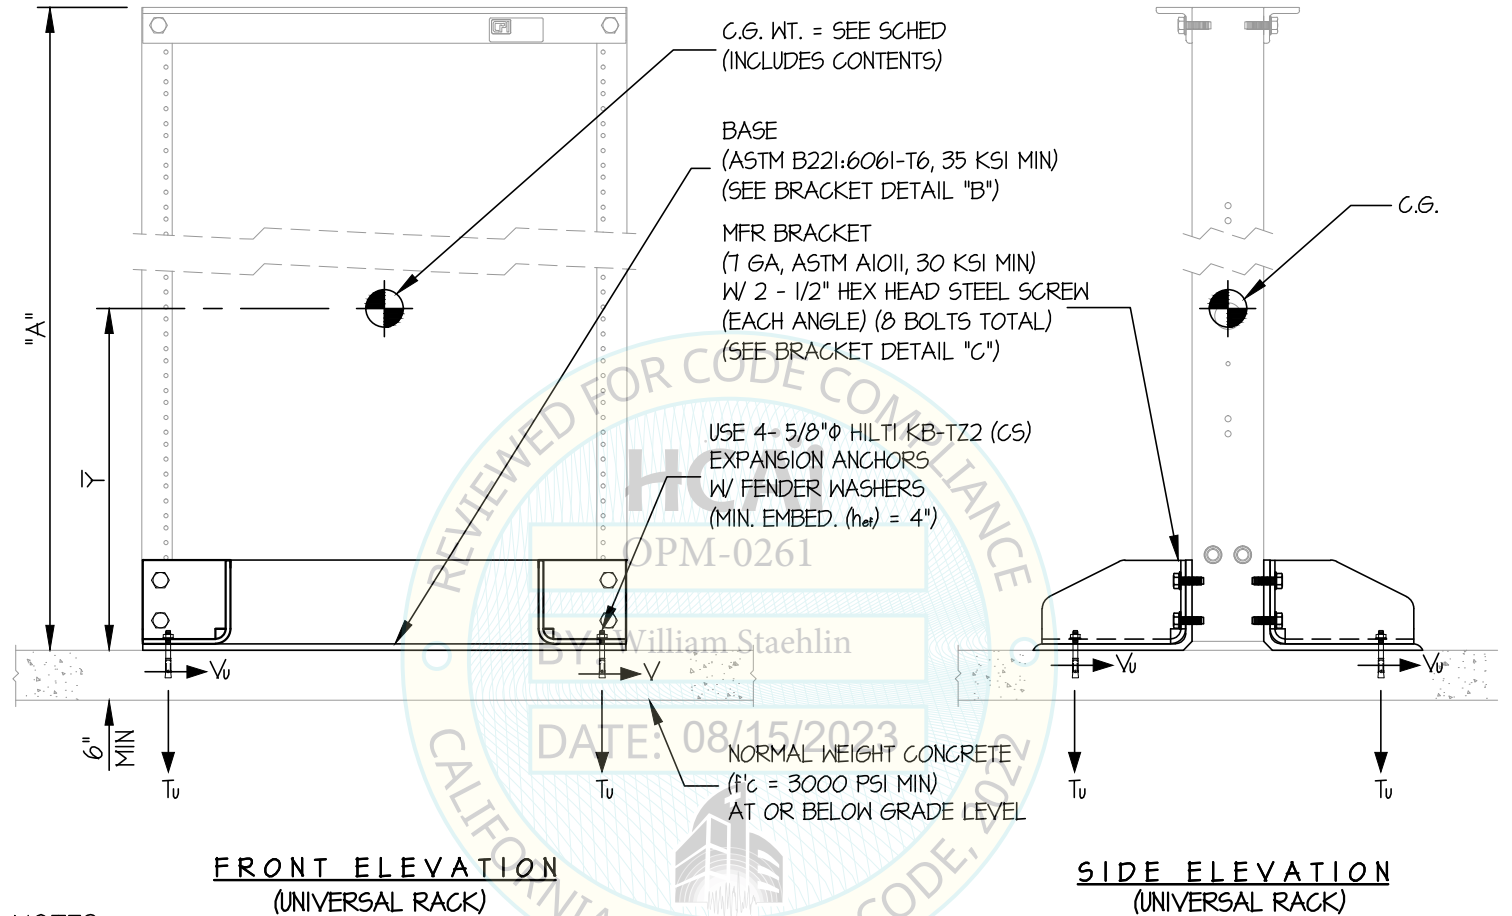 C.G. WT. = SEE SCHED
(INCLUDES CONTENTS)
BASE
(ASTM B221:6061-T6, 35 KSI MIN)
(SEE BRACKET DETAIL "B")
MFR BRACKET
(7 GA, ASTM A1011, 30 KSI MIN)
W/ 2 - 1/2" HEX HEAD STEEL SCREW
(EACH ANGLE) (8 BOLTS TOTAL)
(SEE BRACKET DETAIL "C")
USE 4- 5/8"Φ HILTI KB-TZ2 (CS)
EXPANSION ANCHORS
W/ FENDER WASHERS
(MIN. EMBED. (hef) = 4")
C.G.
"A"
Y
6"
MIN
Vu
V
Vu
Vu
Tu
Tu
Tu
Tu
NORMAL WEIGHT CONCRETE
(f'c = 3000 PSI MIN)
AT OR BELOW GRADE LEVEL
REVIEWED FOR CODE COMPLIANCE
HCAI
OPM-0261
BY: William Staehlin
DATE: 08/15/2023
CALIFORNIA
CODE, 2022
FRONT ELEVATION
(UNIVERSAL RACK)
SIDE ELEVATION
(UNIVERSAL RACK)